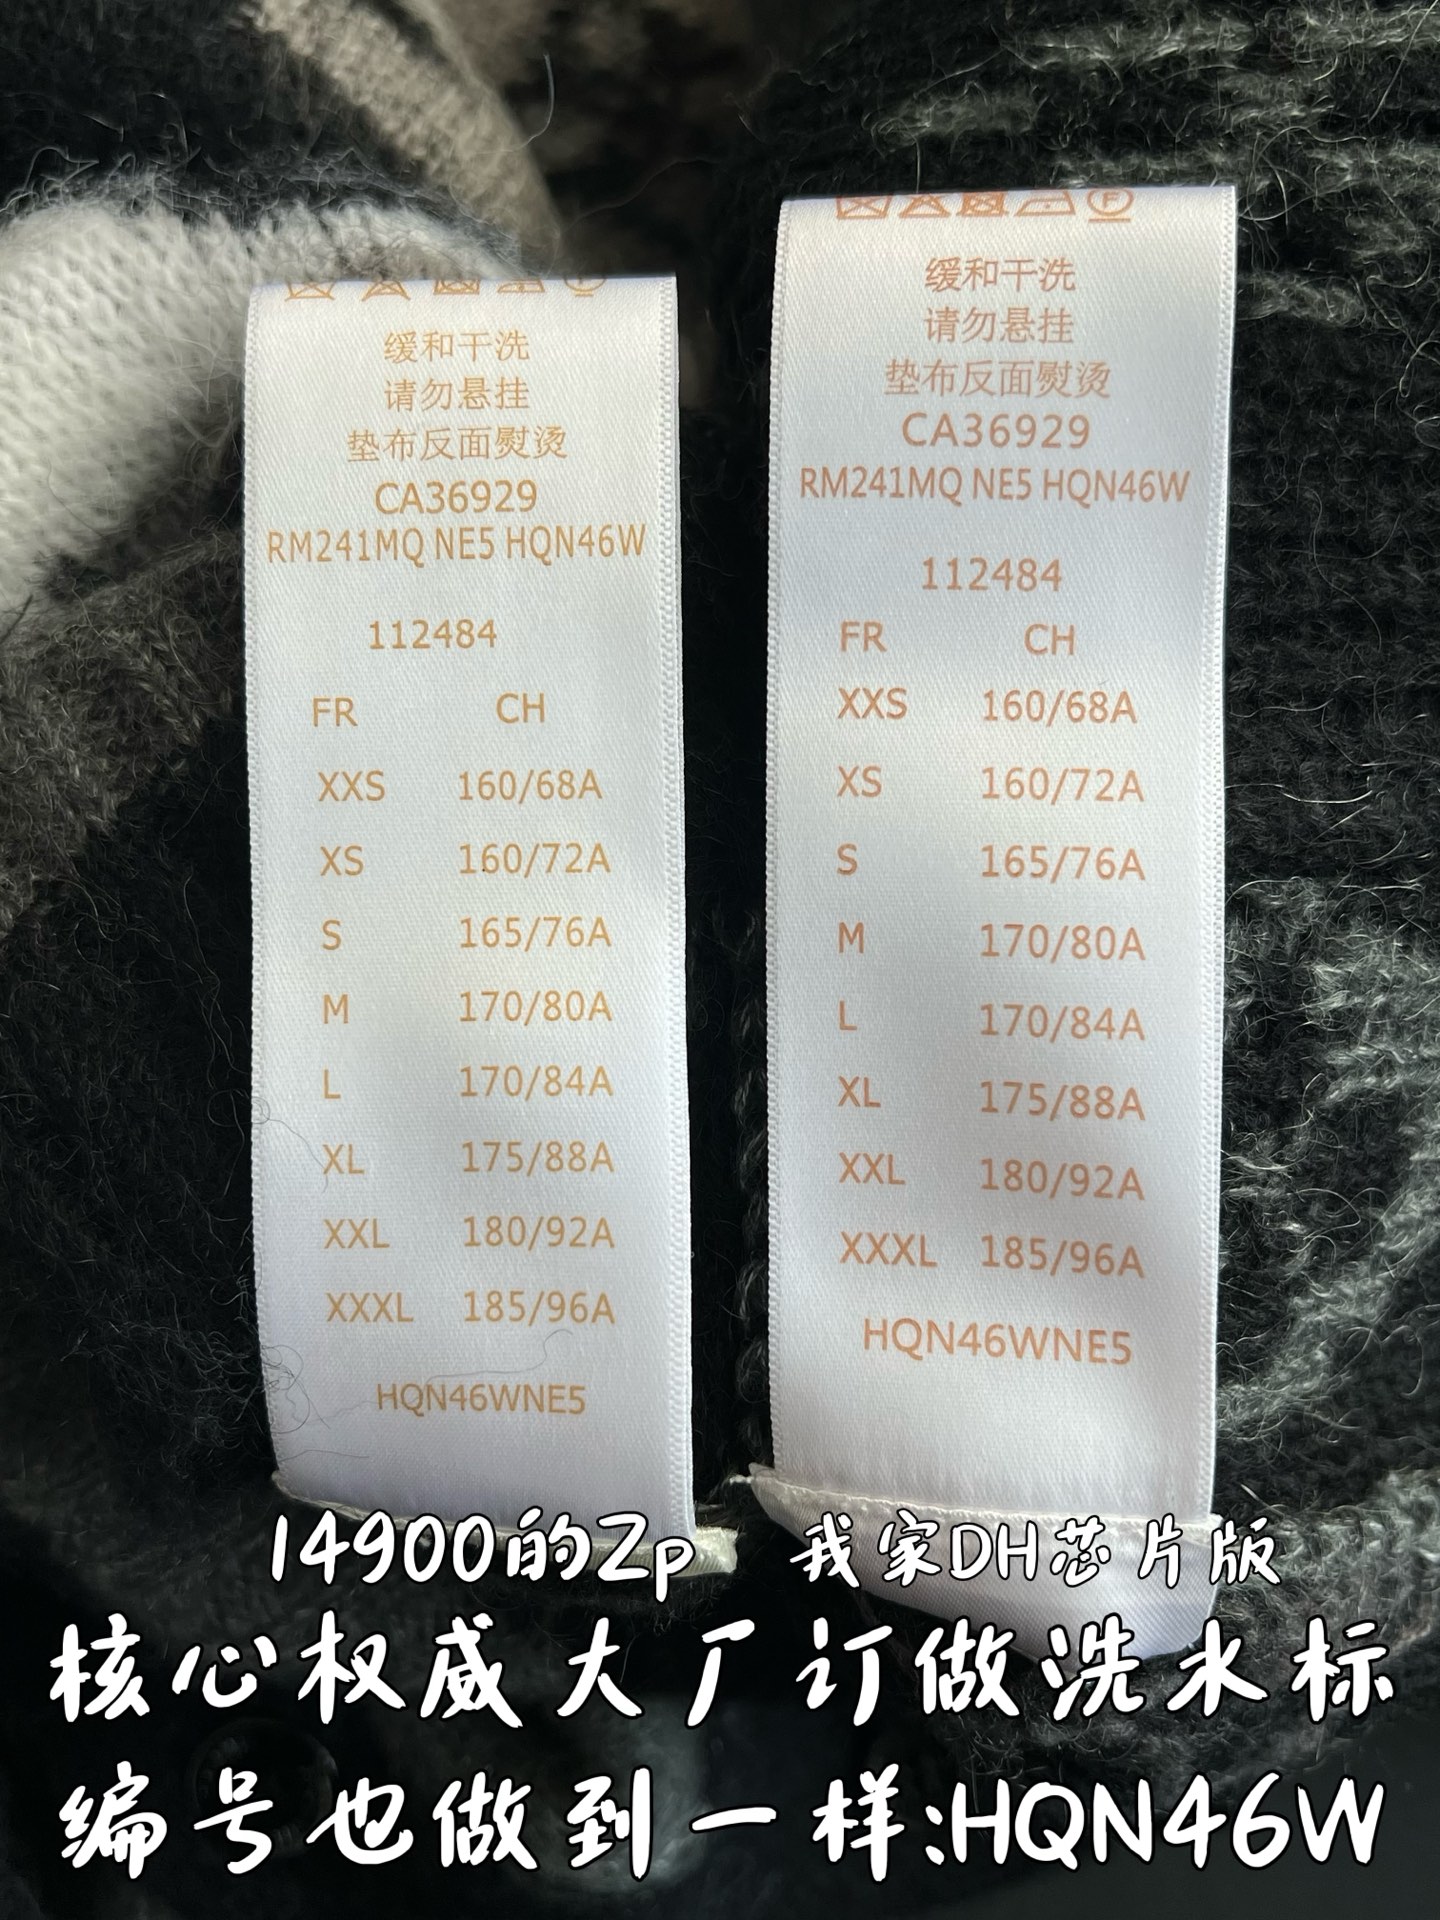 缓和干洗
请勿悬挂
垫布反面熨烫
CA36929
RM241MQ NE5 HQN46W
112484
FR CH
XXS 160/68A
XS 160/72A
S 165/76A
M 170/80A
L 170/84A
XL 175/88A
XXL 180/92A
XXXL 185/96A
HQN46WNE5
F
缓和干洗
请勿悬挂
垫布反面熨烫
CA36929
RM241MQ NE5 HQN46W
112484
FR CH
XXS 160/68A
XS 160/72A
S 165/76A
M 170/80A
L 170/84A
XL 175/88A
XXL 180/92A
XXXL 185/96A
HQN46WNE5
14900的Zp 我家DH芯片版
核心权威大厂订做洗水标
编号也做到一样:HQN46W